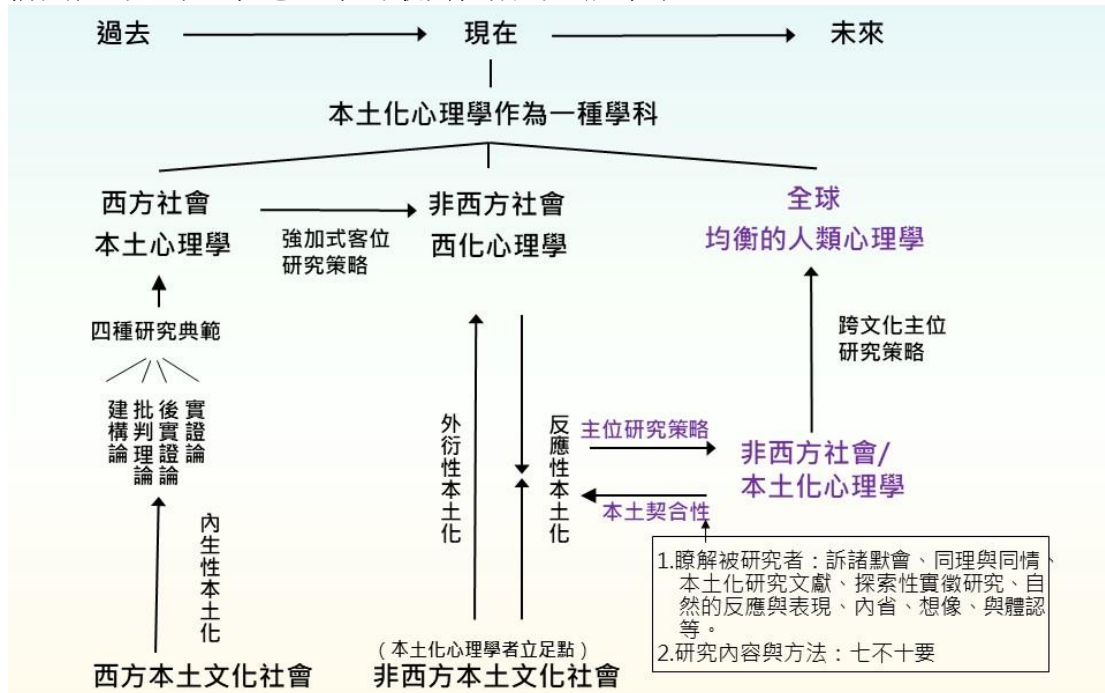 過去
現在
未來
本土化心理學作為一種學科
西方社會
本土心理學
強加式客位
研究策略
非西方社會
西化心理學
全球
均衡的人類心理學
四種研究典範
建構論
批判理論
後實證論
實證論
內生性本土化
西方本土文化社會
外衍性本土化
反應性本土化
(本土化心理學者立足點)
非西方本土文化社會
主位研究策略
本土契合性
跨文化主位
研究策略
非西方社會/
本土化心理學
1.瞭解被研究者：訴諸默會、同理與同情、
本土化研究文獻、探索性實徵研究、自
然的反應與表現、內省、想像、與體認
等。
2.研究內容與方法：七不十要